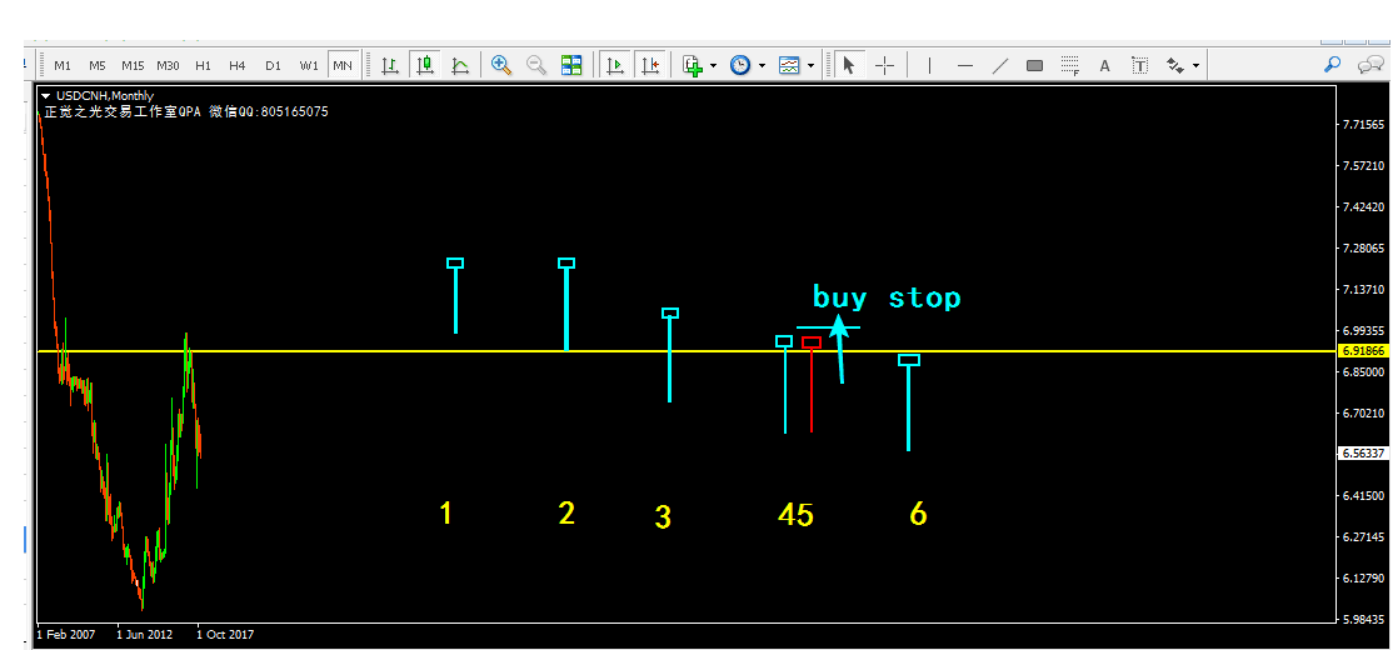 M1 M5 M15 M30 H1 H4 D1 W1 MN
F A T
USDCNH,Monthly
正觉之光交易工作室QPA 微信QQ:805165075
7.71565
7.57210
7.42420
7.28065
7.13710
buy stop
6.99355
6.91866
6.85000
6.70210
6.56337
1 2 3 45 6
6.41500
6.27145
6.12790
5.98435
1 Feb 2007 1 Jun 2012 1 Oct 2017